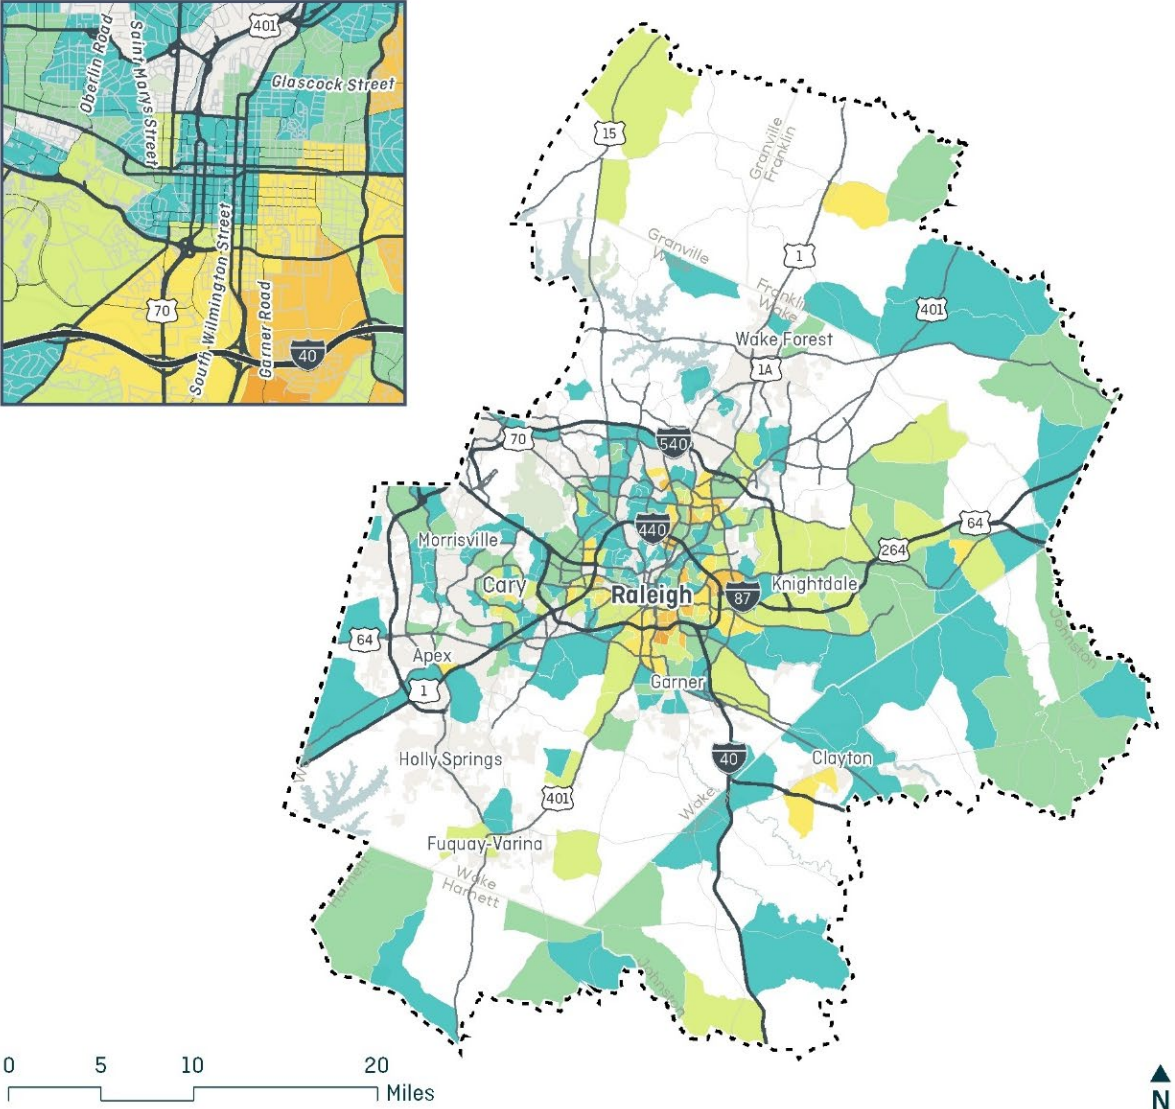 401
Oberlin Road
Saint Marys Street
Glascock Street
South Wilmington Street
Garner Road
70
40
15
Granville
Franklin
1
Granville
Franklin
Wake
401
Wake Forest
1A
70
540
440
64
264
Morrisville
Cary
Raleigh
87
Knightdale
64
Apex
1
Garner
Johnston
Holly Springs
40
Clayton
401
Wake
Fuquay-Varina
Harnett
Wake
Harnett
Johnston
0 5 10 20
Miles
N